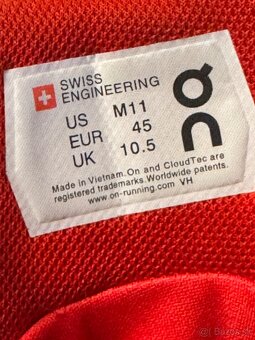 SWISS
ENGINEERING
US M11
EUR 45
UK 10.5
Made in Vietnam. On and CloudTec are
registered trademarks. Worldwide patents.
www.on-running.com VH
On